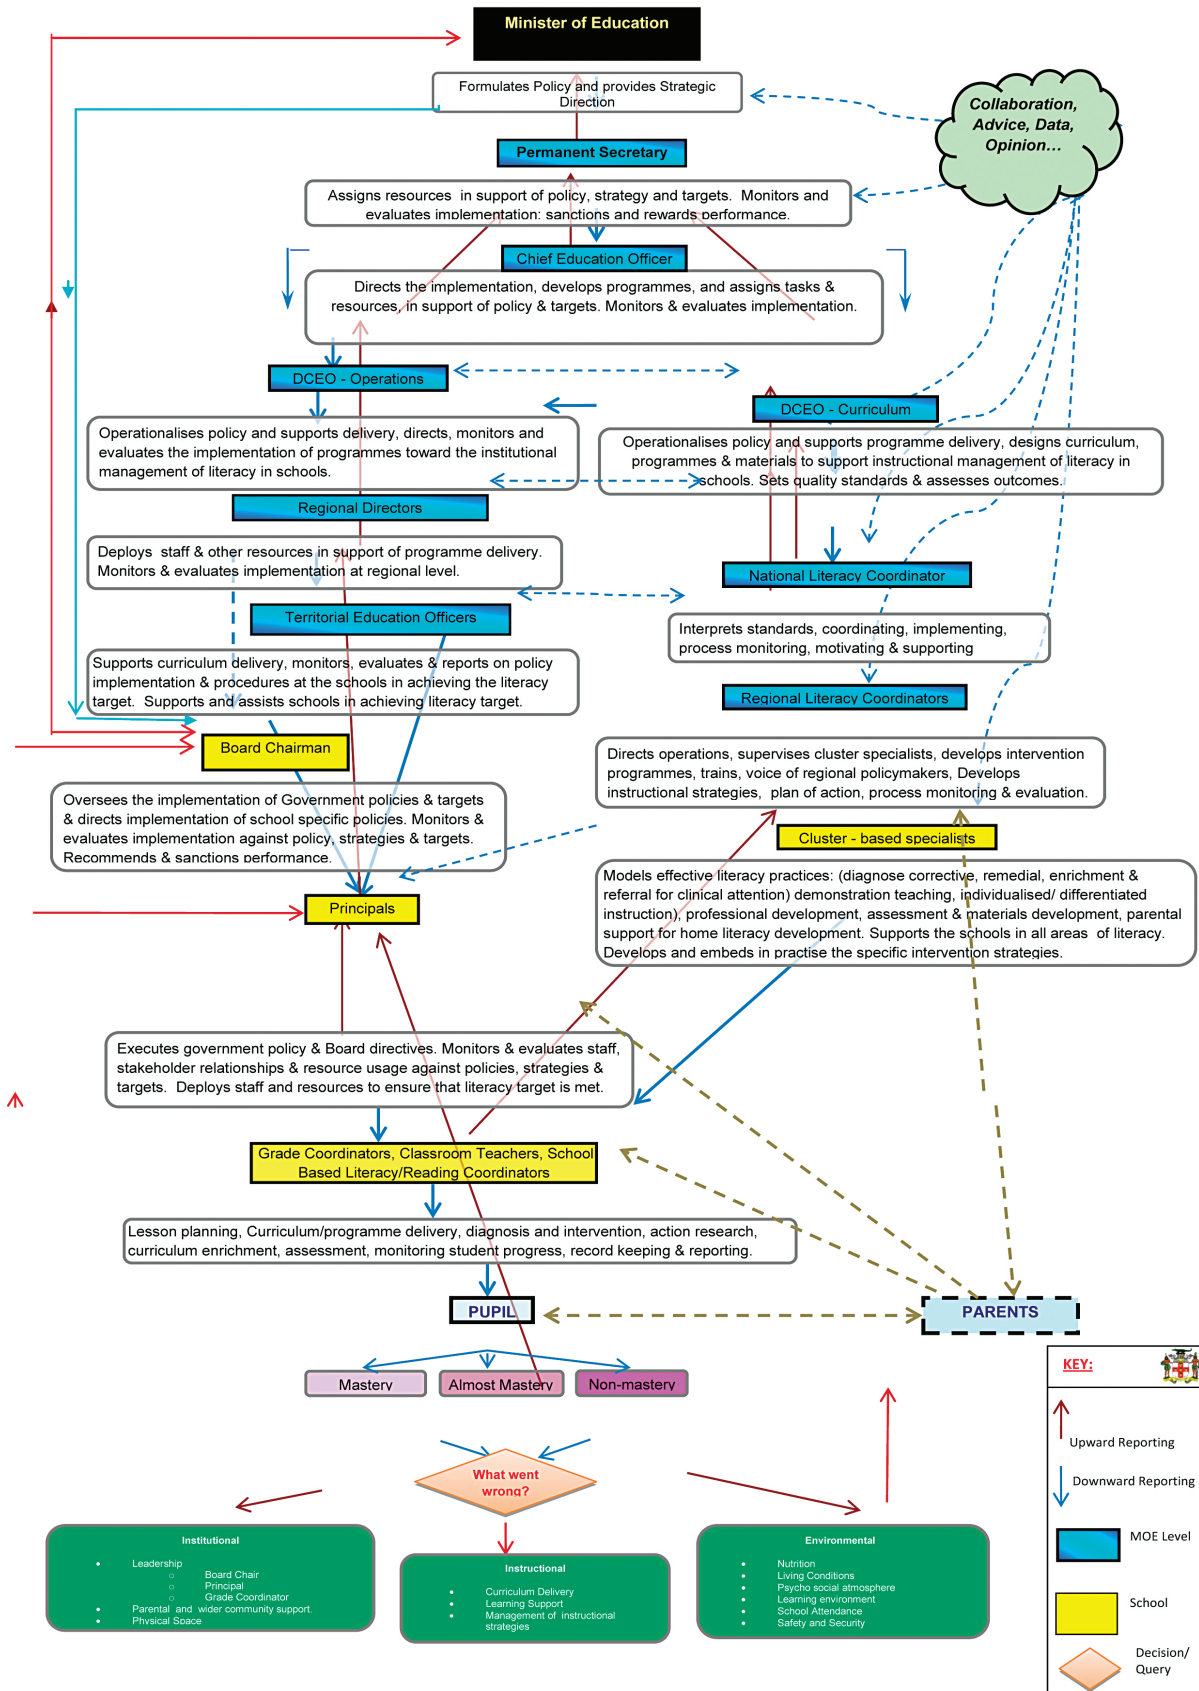 Minister of Education
Formulates Policy and provides Strategic
Direction
Collaboration,
Advice, Data,
Opinion…
Permanent Secretary
Assigns resources in support of policy, strategy and targets. Monitors and
evaluates implementation: sanctions and rewards performance.
Chief Education Officer
Directs the implementation, develops programmes, and assigns tasks &
resources, in support of policy & targets. Monitors & evaluates implementation.
DCEO - Operations
DCEO - Curriculum
Operationalises policy and supports delivery, directs, monitors and
evaluates the implementation of programmes toward the institutional
management of literacy in schools.
Operationalises policy and supports programme delivery, designs curriculum,
programmes & materials to support instructional management of literacy in
schools. Sets quality standards & assesses outcomes.
Regional Directors
Deploys staff & other resources in support of programme delivery.
Monitors & evaluates implementation at regional level.
National Literacy Coordinator
Territorial Education Officers
Interprets standards, coordinating, implementing,
process monitoring, motivating & supporting
Supports curriculum delivery, monitors, evaluates & reports on policy
implementation & procedures at the schools in achieving the literacy
target. Supports and assists schools in achieving literacy target.
Regional Literacy Coordinators
Board Chairman
Directs operations, supervises cluster specialists, develops intervention
programmes, trains, voice of regional policymakers, Develops
instructional strategies, plan of action, process monitoring & evaluation.
Oversees the implementation of Government policies & targets
& directs implementation of school specific policies. Monitors &
evaluates implementation against policy, strategies & targets.
Recommends & sanctions performance.
Cluster - based specialists
Models effective literacy practices: (diagnose corrective, remedial, enrichment &
referral for clinical attention) demonstration teaching, individualised/ differentiated
instruction), professional development, assessment & materials development, parental
support for home literacy development. Supports the schools in all areas of literacy.
Develops and embeds in practise the specific intervention strategies.
Principals
Executes government policy & Board directives. Monitors & evaluates staff,
stakeholder relationships & resource usage against policies, strategies &
targets. Deploys staff and resources to ensure that literacy target is met.
Grade Coordinators, Classroom Teachers, School
Based Literacy/Reading Coordinators
Lesson planning, Curriculum/programme delivery, diagnosis and intervention, action research,
curriculum enrichment, assessment, monitoring student progress, record keeping & reporting.
PUPIL
PARENTS
Mastery
Almost Mastery
Non-mastery
What went
wrong?
Institutional
• Leadership
o Board Chair
o Principal
o Grade Coordinator
• Parental and wider community support.
• Physical Space
Instructional
• Curriculum Delivery
• Learning Support
• Management of instructional
strategies
Environmental
• Nutrition
• Living Conditions
• Psycho social atmosphere
• Learning environment
• School Attendance
• Safety and Security
KEY:
Upward Reporting
Downward Reporting
MOE Level
School
Decision/
Query